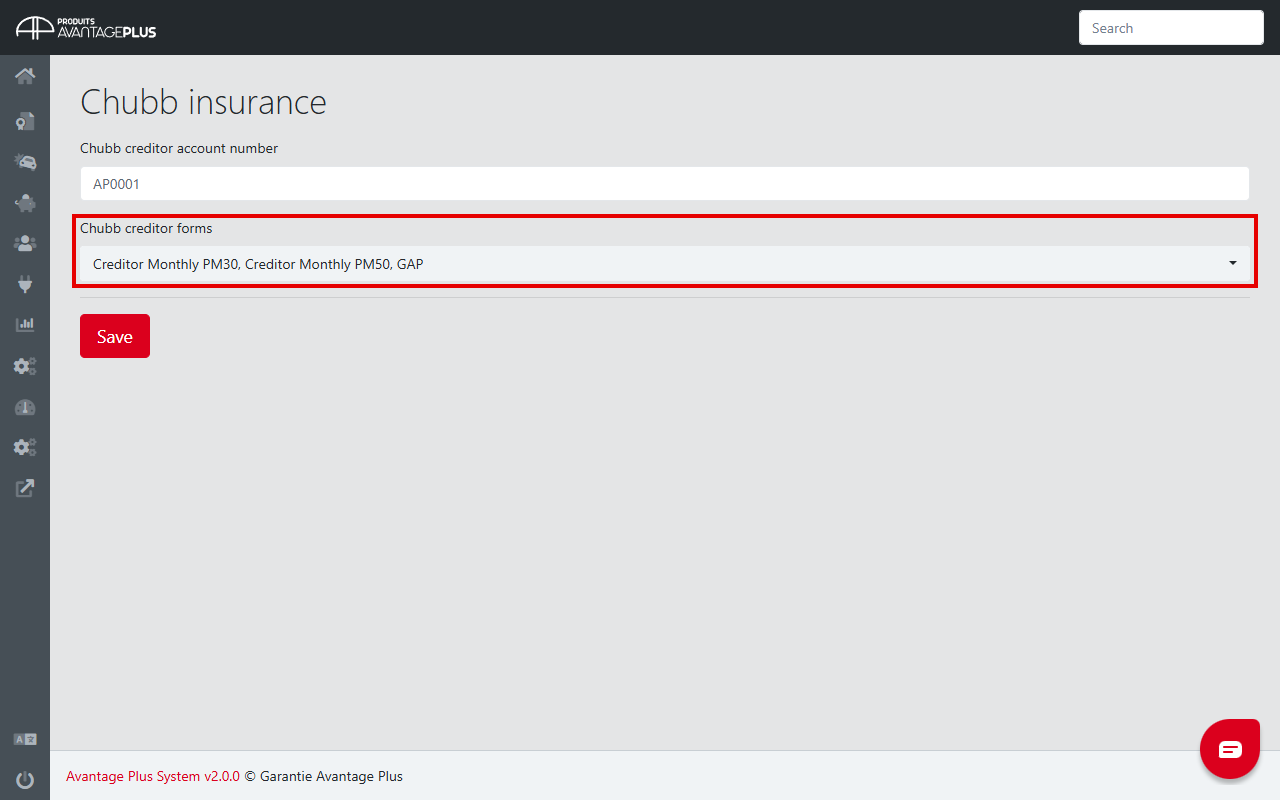 PRODUITS
AVANTAGEPLUS
Search
Chubb insurance
Chubb creditor account number
AP0001
Chubb creditor forms
Creditor Monthly PM30, Creditor Monthly PM50, GAP
Save
Avantage Plus System v2.0.0 © Garantie Avantage Plus